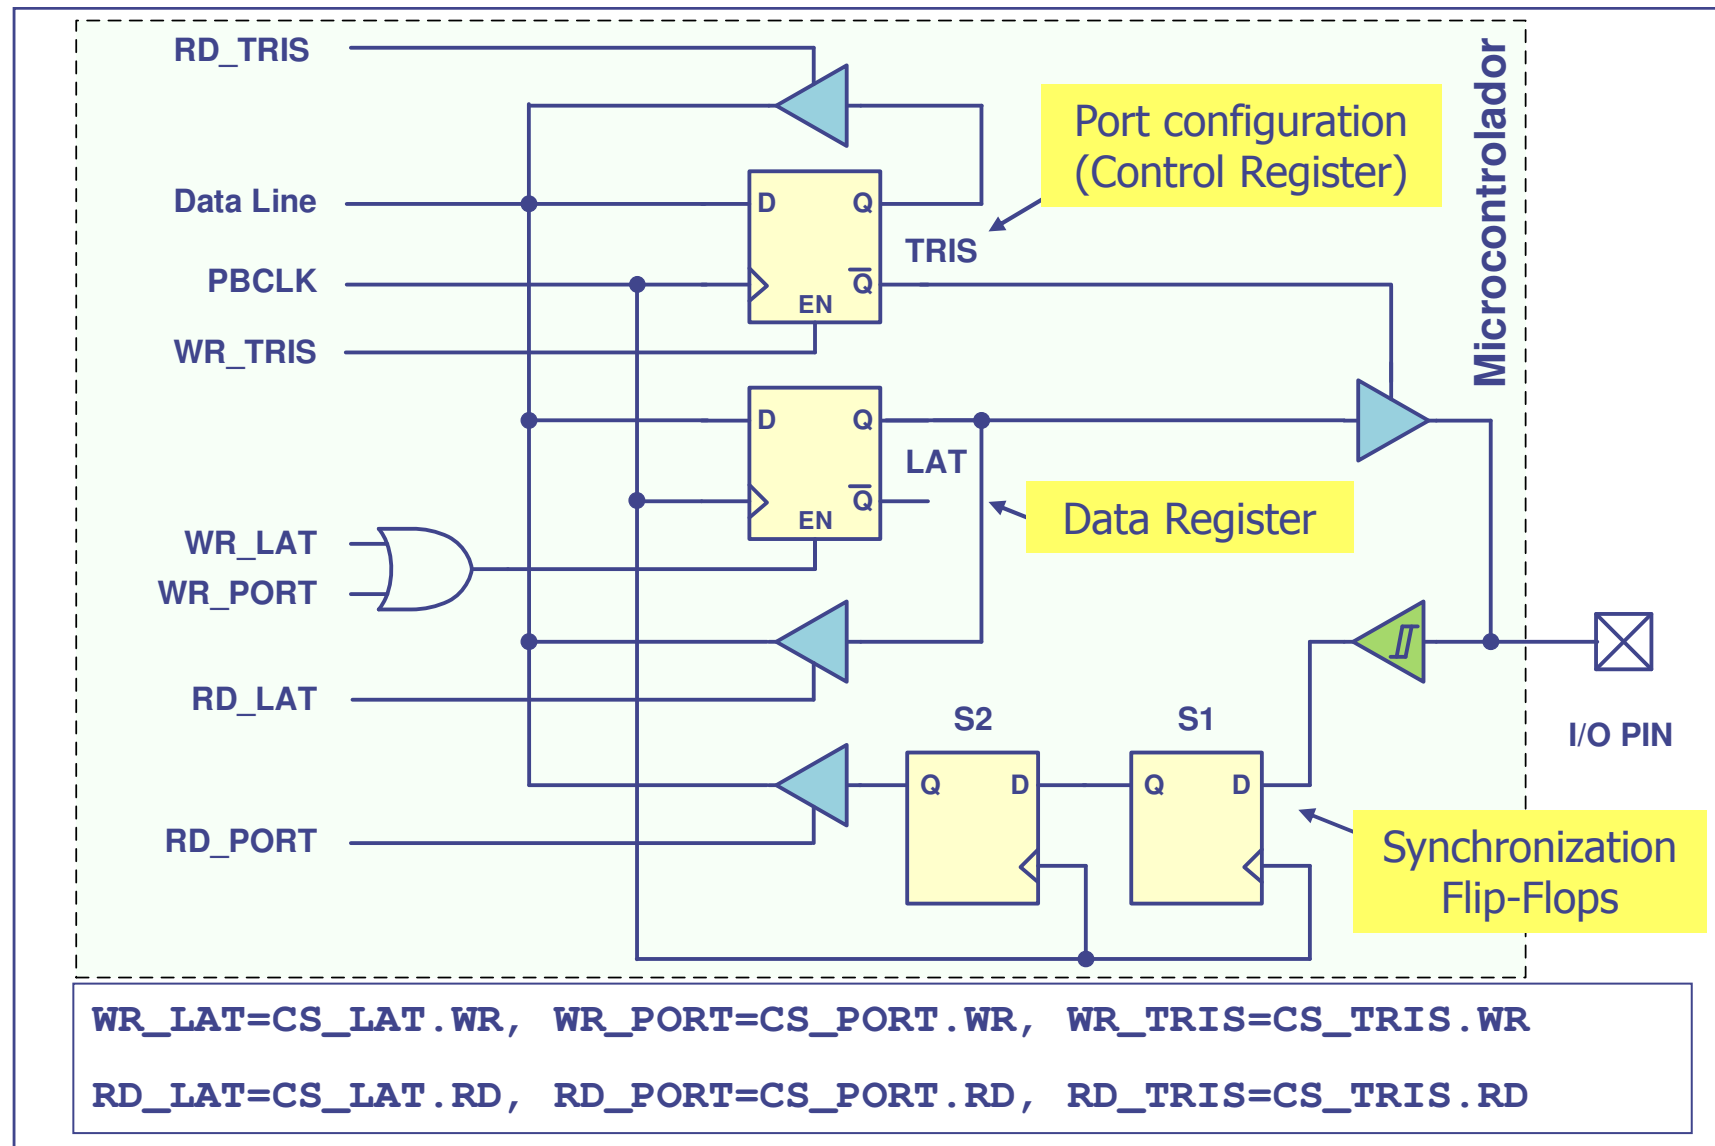 RD_TRIS
Port configuration
(Control Register)
Microcontrolador
Data Line
D
Q
TRIS
PBCLK
Q
EN
WR_TRIS
D
Q
LAT
Q
EN
Data Register
WR_LAT
WR_PORT
RD_LAT
S2
S1
I/O PIN
Q
D
Q
D
RD_PORT
Synchronization
Flip-Flops
WR_LAT=CS_LAT.WR, WR_PORT=CS_PORT.WR, WR_TRIS=CS_TRIS.WR
RD_LAT=CS_LAT.RD, RD_PORT=CS_PORT.RD, RD_TRIS=CS_TRIS.RD